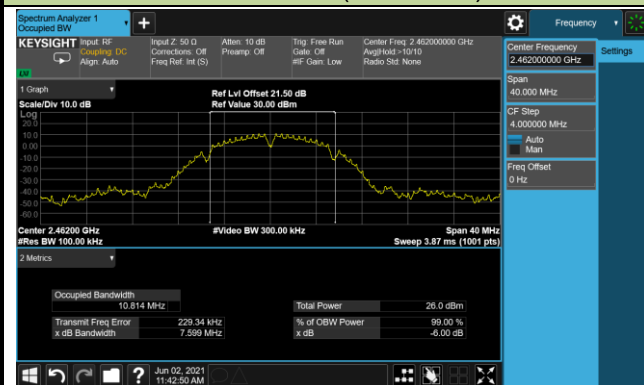 Spectrum Analyzer 1
Occupied BW
+
Frequency
KEYSIGHT
Input: RF
Coupling: DC
Align: Auto
Input Z: 50 Ω
Corrections: Off
Freq Ref: Int (S)
Atten: 10 dB
Preamp: Off
Trig: Free Run
Gate: Off
#IF Gain: Low
Center Freq: 2.462000000 GHz
Avg|Hold:>10/10
Radio Std: None
Center Frequency
2.462000000 GHz
Settings
Span
40.000 MHz
CF Step
4.000000 MHz
Auto
Man
Freq Offset
0 Hz
1 Graph
Scale/Div 10.0 dB
Ref Lvl Offset 21.50 dB
Ref Value 30.00 dBm
Log
20.0
10.0
0.00
-10.0
-20.0
-30.0
-40.0
-50.0
-60.0
Center 2.46200 GHz
#Res BW 100.00 kHz
#Video BW 300.00 kHz
Span 40 MHz
Sweep 3.87 ms (1001 pts)
2 Metrics
Occupied Bandwidth
10.814 MHz
Total Power 26.0 dBm
Transmit Freq Error 229.34 kHz
% of OBW Power 99.00 %
x dB Bandwidth 7.599 MHz
x dB -6.00 dB
?
Jun 02, 2021
11:42:50 AM